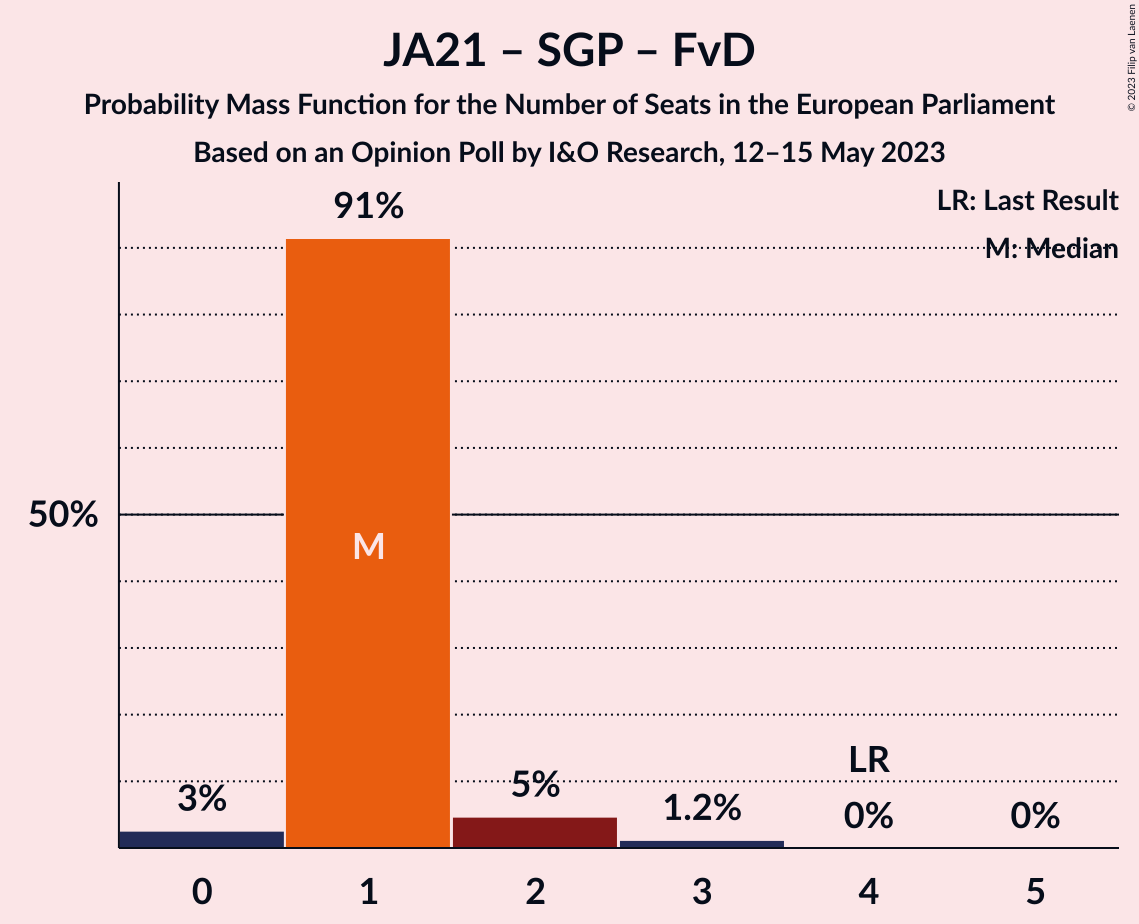 JA21 – SGP – FvD
Probability Mass Function for the Number of Seats in the European Parliament
Based on an Opinion Poll by I&O Research, 12–15 May 2023
© 2023 Filip van Laenen
LR: Last Result
M: Median
91%
50%
M
3%
5%
1.2%
LR
0%
0%
0 1 2 3 4 5